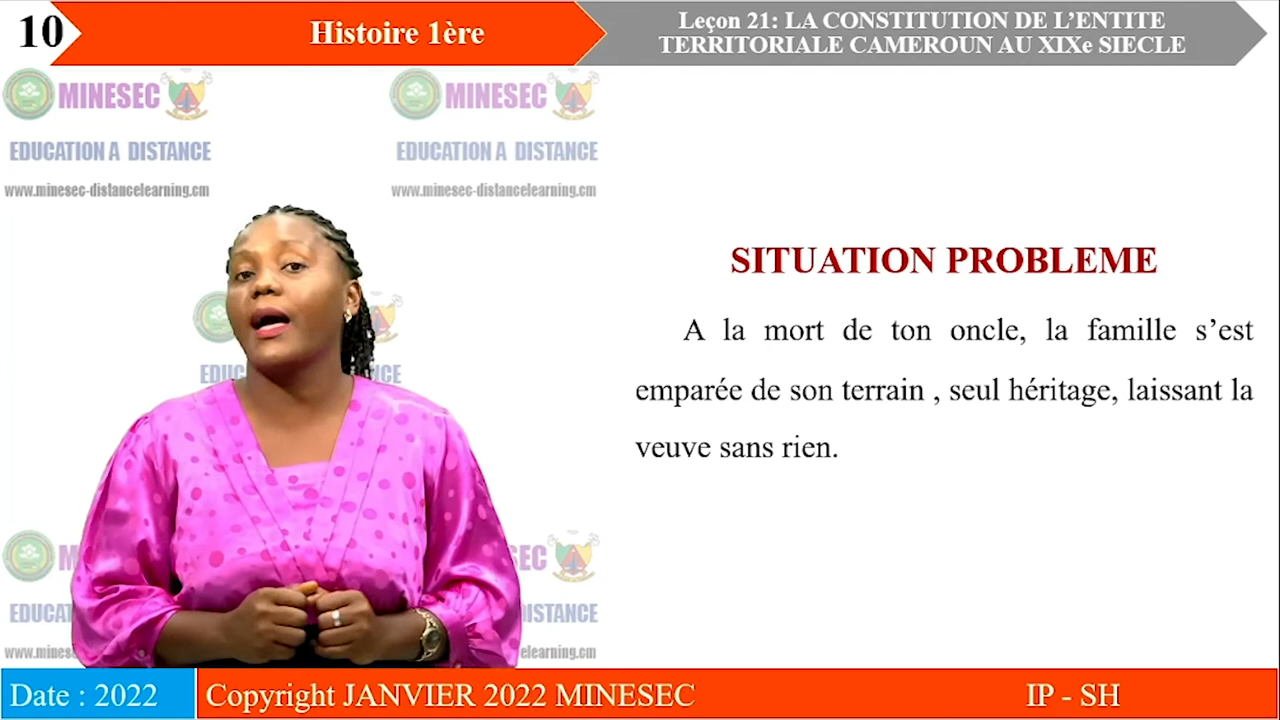 10
Histoire 1ère
Leçon 21: LA CONSTITUTION DE L'ENTITE
TERRITORIALE CAMEROUN AU XIXe SIECLE
MINESEC
MINESEC
EDUCATION A DISTANCE
EDUCATION A DISTANCE
www.minesec-distancelearning.cm
www.minesec-distancelearning.cm
SITUATION PROBLEME
A la mort de ton oncle, la famille s'est
emparée de son terrain , seul héritage, laissant la
veuve sans rien.
Date : 2022
Copyright JANVIER 2022 MINESEC
IP - SH